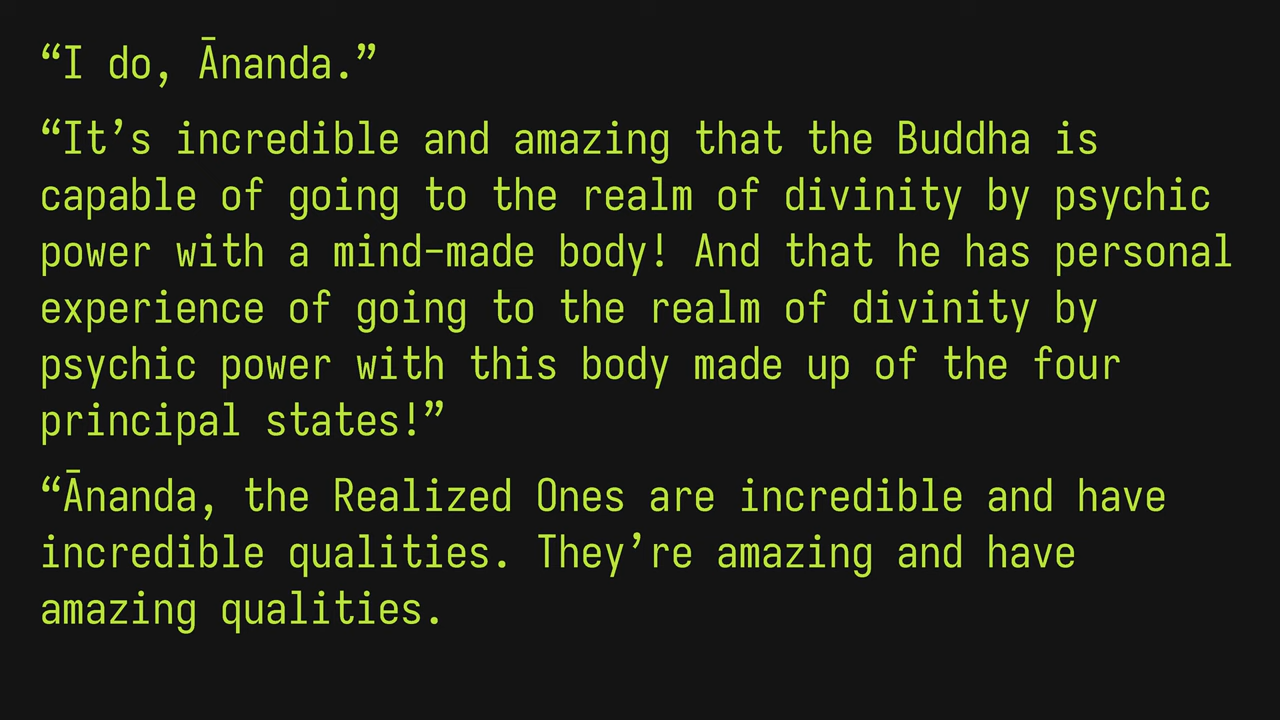 “I do, Ānanda.”
“It’s incredible and amazing that the Buddha is
capable of going to the realm of divinity by psychic
power with a mind-made body! And that he has personal
experience of going to the realm of divinity by
psychic power with this body made up of the four
principal states!”
“Ānanda, the Realized Ones are incredible and have
incredible qualities. They’re amazing and have
amazing qualities.